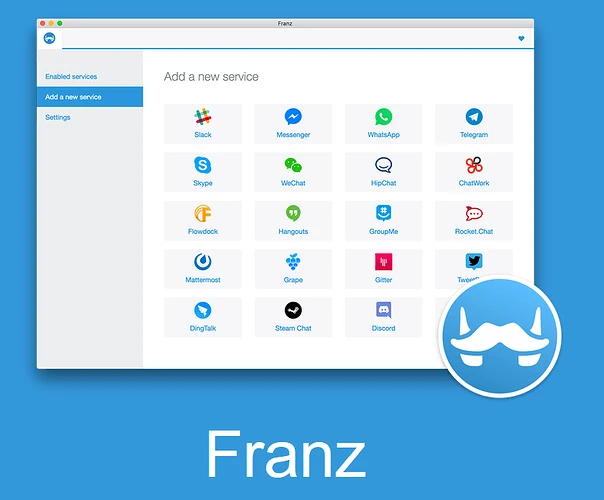 Franz
Enabled services
Add a new service
Settings
Add a new service
Slack Messenger WhatsApp Telegram
Skype WeChat HipChat ChatWork
Flowdock Hangouts GroupMe Rocket.Chat
Mattermost Grape Gitter
DingTalk Steam Chat Discord
Franz